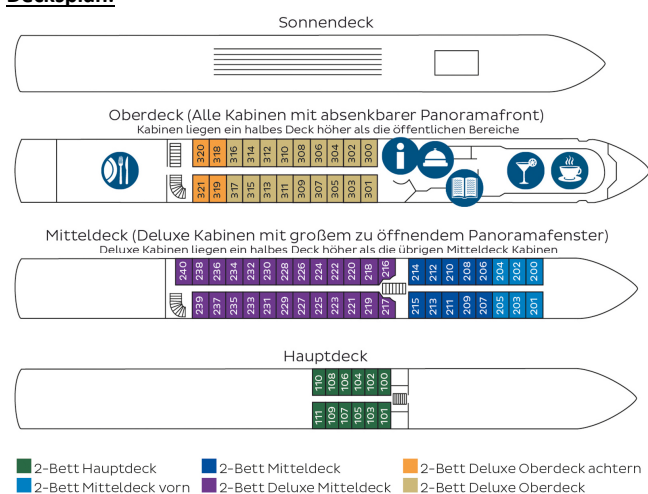 Decksplan:
Sonnendeck
Oberdeck (Alle Kabinen mit absenkbarer Panoramafront)
Kabinen liegen ein halbes Deck höher als die öffentlichen Bereiche
320 318 316 314 312 310 308 306 304 302 300
321 319 317 315 313 311 309 307 305 303 301
Mitteldeck (Deluxe Kabinen mit großem zu öffnendem Panoramafenster)
Deluxe Kabinen liegen ein halbes Deck höher als die übrigen Mitteldeck Kabinen
240 238 236 234 232 230 228 226 224 222 220 218 216 214 212 210 208 206 204 202 200
239 237 235 233 231 229 227 225 223 221 219 217 215 213 211 209 207 205 203 201
Hauptdeck
110 108 106 104 102 100
111 109 107 105 103 101
2-Bett Hauptdeck 2-Bett Mitteldeck 2-Bett Deluxe Oberdeck achtern
2-Bett Mitteldeck vorn 2-Bett Deluxe Mitteldeck 2-Bett Deluxe Oberdeck